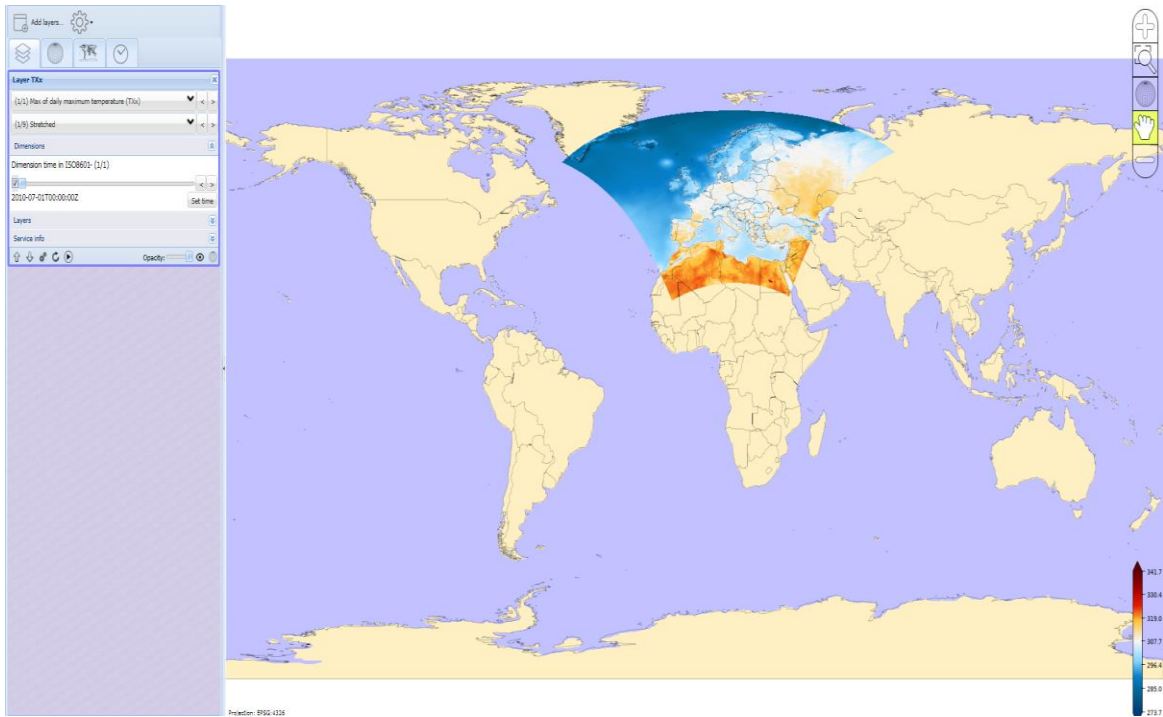 Add layers...
Layer TXx
(1/1) Max of daily maximum temperature (TXx)
(1/9) Stretched
Dimensions
Dimension time in ISO8601- (1/1)
2010-07-01T00:00:00Z
Set time
Layers
Service info
Opacity:
341.7
330.4
319.0
307.7
296.4
285.0
273.7
Projection: EPSG:4326